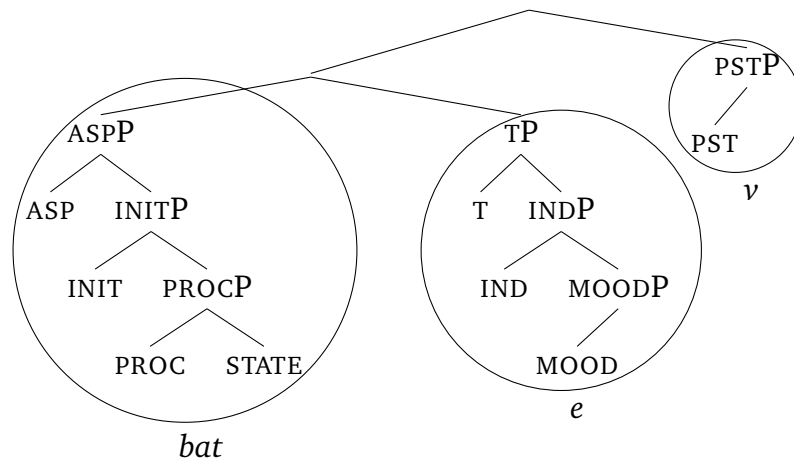 PSTP
PST
v
ASPP TP
ASP INITP T INDP
INIT PROCP IND MOODP
PROC STATE MOOD
e
bat